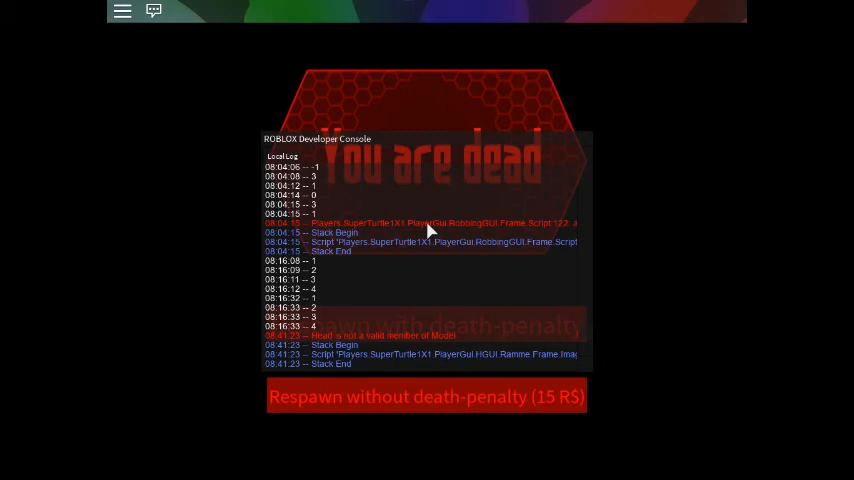 ROBLOX Developer Console
You are dead
Local Log
08:04:06 -- -1
08:04:08 -- 3
08:04:12 -- 1
08:04:14 -- 0
08:04:15 -- 3
08:04:15 -- 1
08:04:15 -- Players.SuperTurtle1X1.PlayerGui.RobbingGUI.Frame.Script:122: a
08:04:15 -- Stack Begin
08:04:15 -- Script 'Players.SuperTurtle1X1.PlayerGui.RobbingGUI.Frame.Script
08:04:15 -- Stack End
08:16:08 -- 1
08:16:09 -- 2
08:16:11 -- 3
08:16:12 -- 4
08:16:32 -- 1
08:16:33 -- 2
08:16:33 -- 3
08:16:33 -- 4
Respawn with death-penalty
08:41:23 -- Head is not a valid member of Model
08:41:23 -- Stack Begin
08:41:23 -- Script 'Players.SuperTurtle1X1.PlayerGui.HGUI.Ramme.Frame.Imag
08:41:23 -- Stack End
Respawn without death-penalty (15 R$)